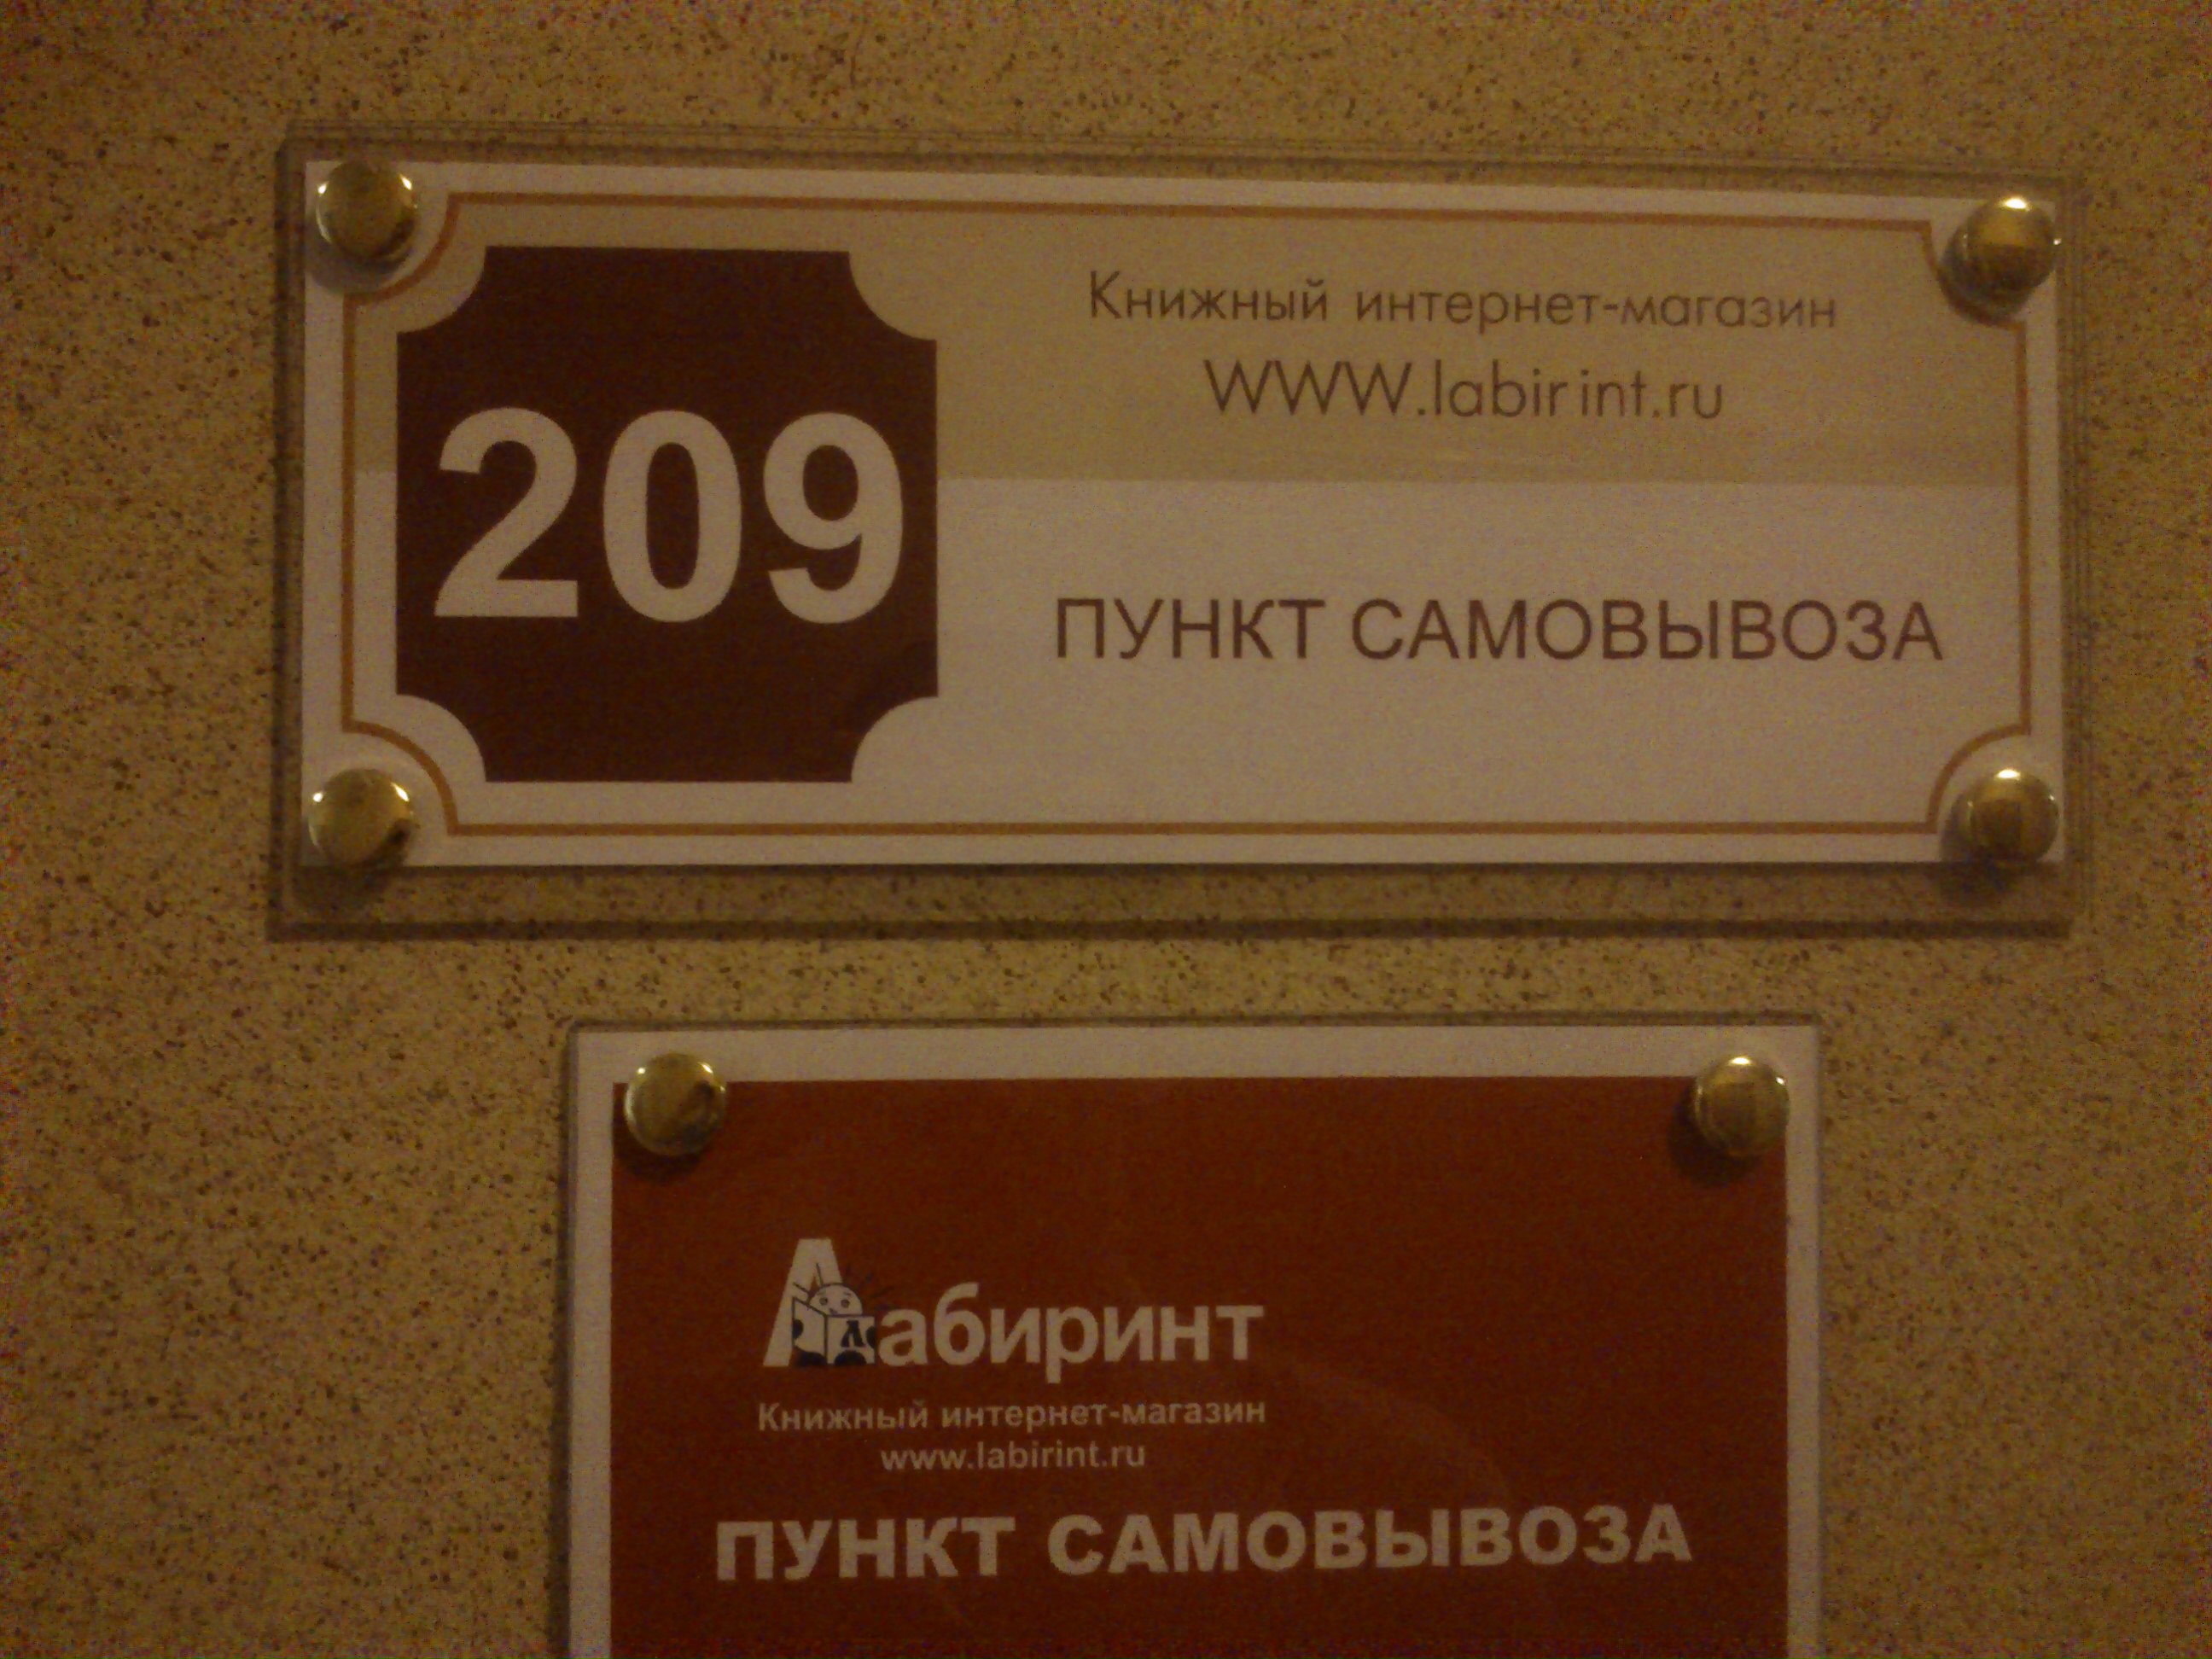 209
Книжный интернет-магазин
WWW.labirint.ru
ПУНКТ САМОВЫВОЗА
Лабиринт
Книжный интернет-магазин
www.labirint.ru
ПУНКТ САМОВЫВОЗА